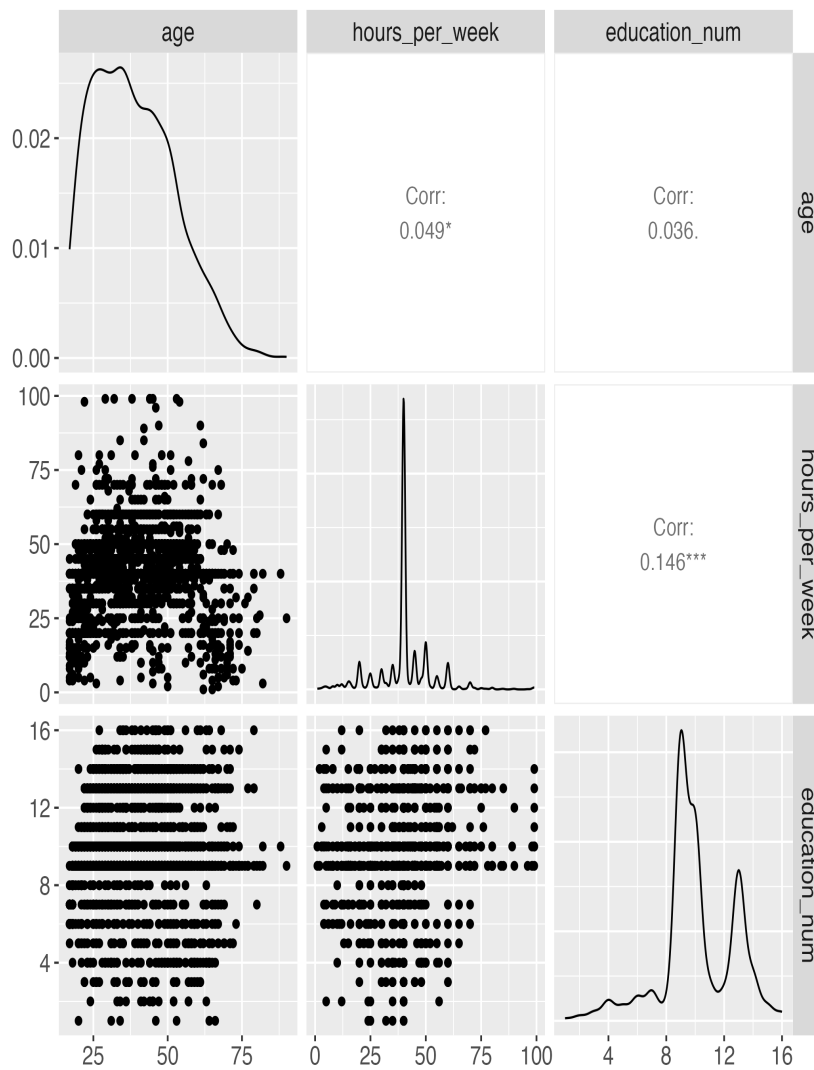 age hours_per_week education_num
0.02
0.01
0.00
Corr:
0.049*
Corr:
0.036.
age
100
75
50
25
0
Corr:
0.146***
hours_per_week
16
12
8
4
education_num
25 50 75 0 25 50 75 100 4 8 12 16